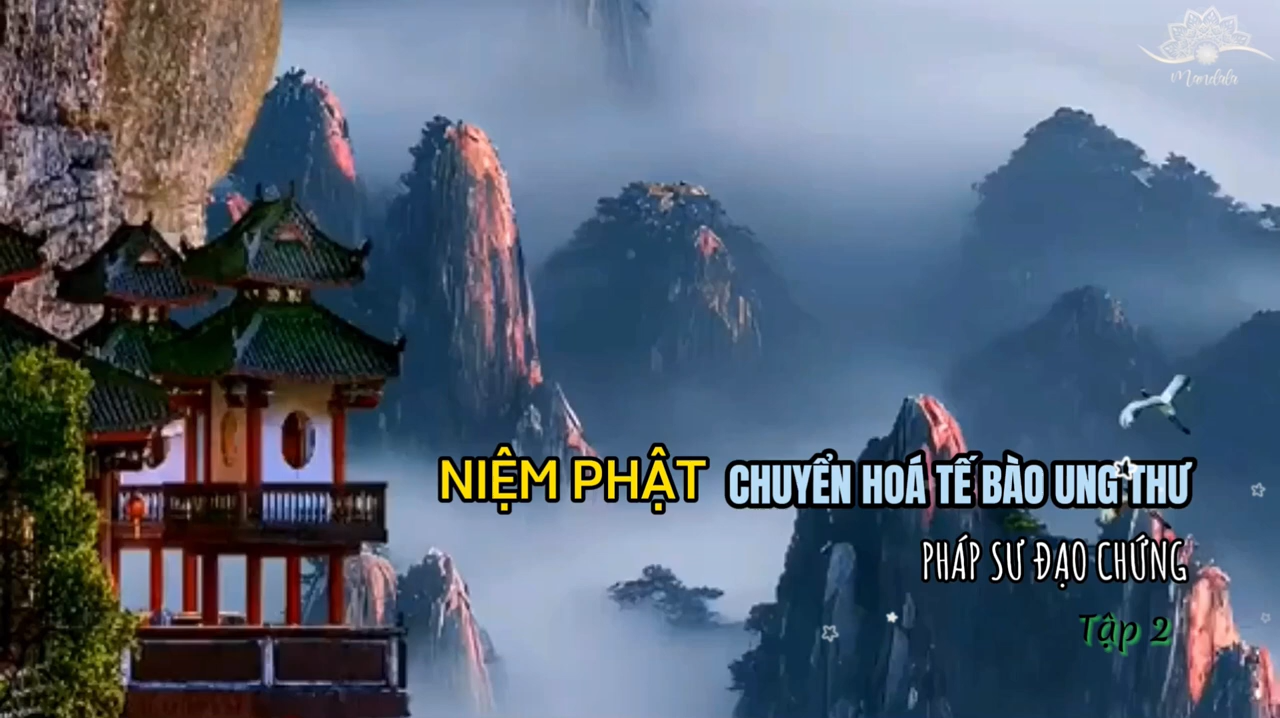 Mandala
NIỆM PHẬT CHUYỂN HOÁ TẾ BÀO UNG THƯ
PHÁP SƯ ĐẠO CHỨNG
Tập 2